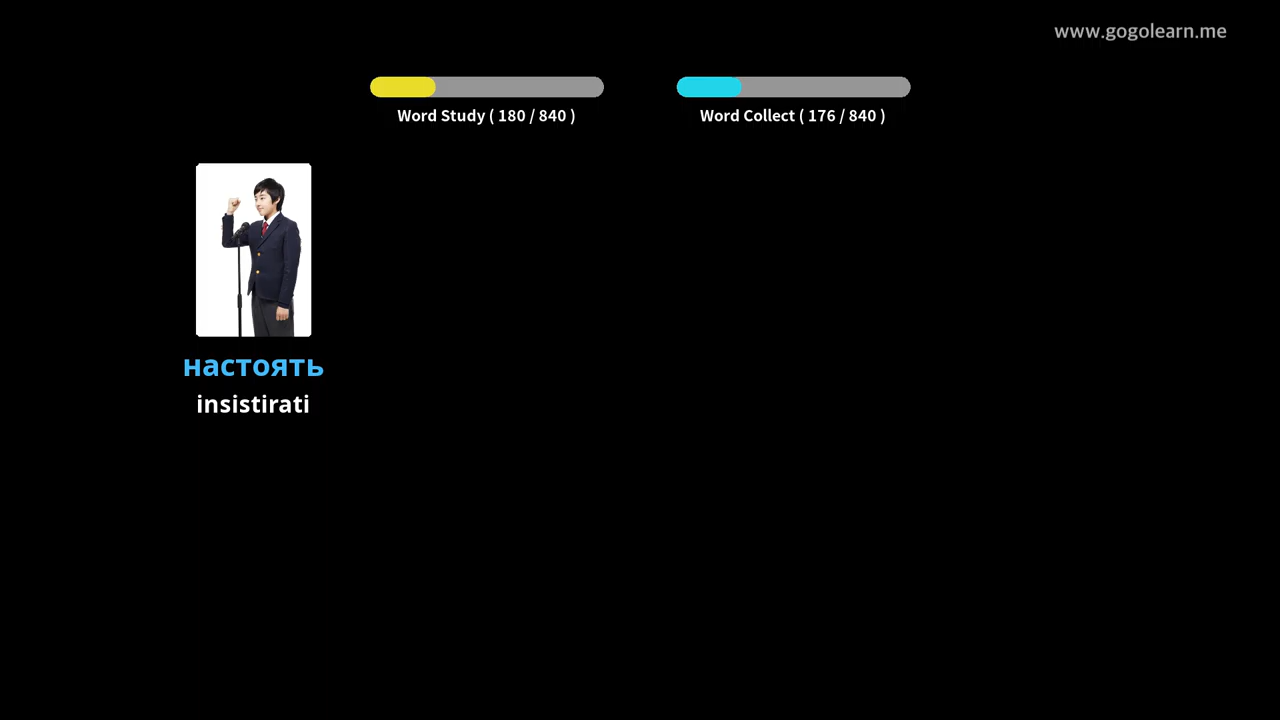 www.gogolearn.me
Word Study ( 180 / 840 )
Word Collect ( 176 / 840 )
настоять
insistirati